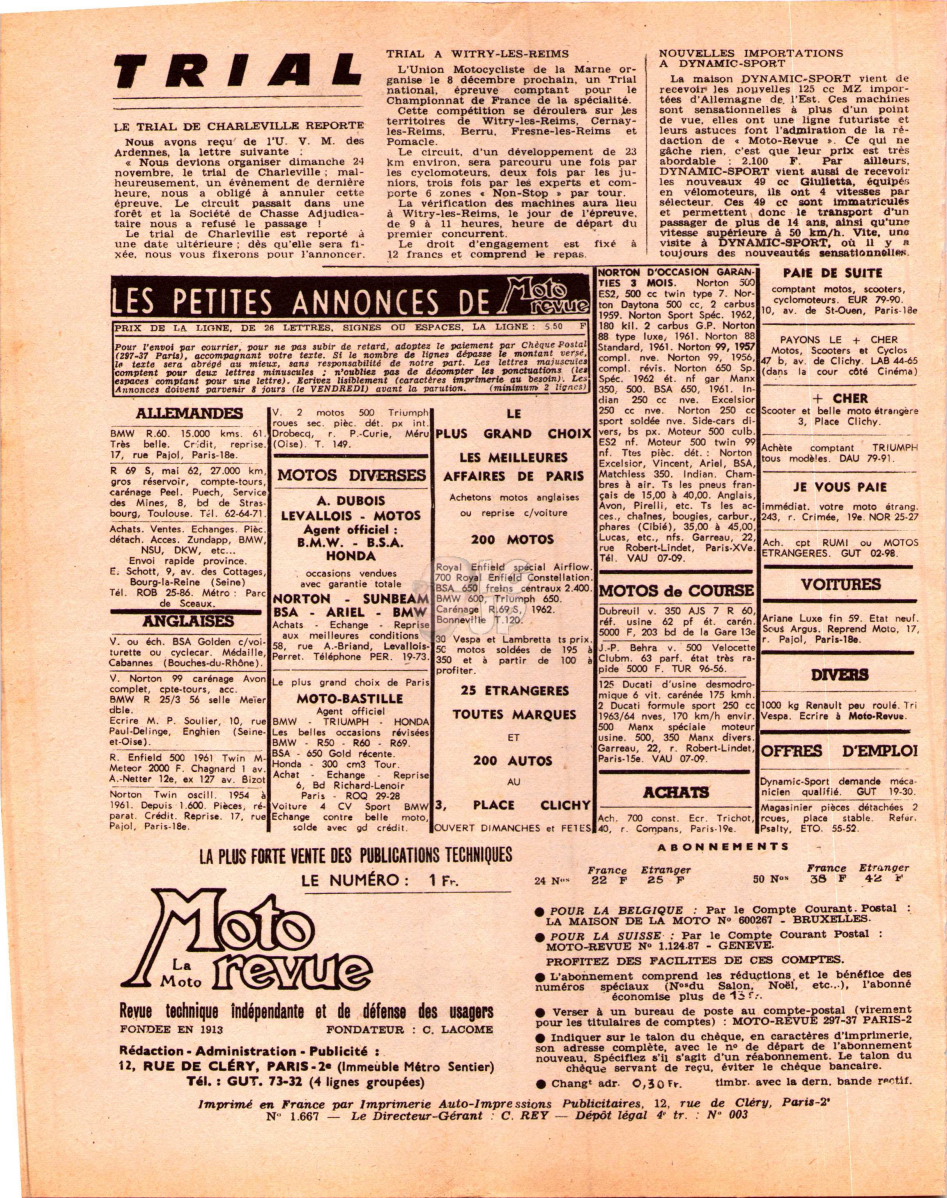 TRIAL
LE TRIAL DE CHARLEVILLE REPORTE
Nous avons reçu de l'U. V. M. des
Ardennes, la lettre suivante :
« Nous devions organiser dimanche 24
novembre, le trial de Charleville ; mal-
heureusement, un événement de dernière
heure, nous a obligé à annuler cette
épreuve. Le circuit passait dans une
forêt et la Société de Chasse Adjudica-
taire nous a refusé le passage !
Le trial de Charleville est reporté à
une date ultérieure ; dès qu'elle sera fi-
xée, nous vous fixerons pour l'annoncer.
TRIAL A WITRY-LES-REIMS
L'Union Motocycliste de la Marne or-
ganise le 8 décembre prochain, un Trial
national, épreuve comptant pour le
Championnat de France de la spécialité.
Cette compétition se déroulera sur les
territoires de Witry-les-Reims, Cernay-
les-Reims, Berru, Fresne-les-Reims et
Pomacle.
Le circuit, d'un développement de 23
km environ, sera parcouru une fois par
les cyclomoteurs, deux fois par les ju-
niors, trois fois par les experts et com-
porte 6 zones « Non-Stop » par tour.
La vérification des machines aura lieu
à Witry-les-Reims, le jour de l'épreuve,
de 9 à 11 heures, heure de départ du
premier concurrent.
Le droit d'engagement est fixé à
12 francs et comprend le repas.
NOUVELLES IMPORTATIONS
A DYNAMIC-SPORT
La maison DYNAMIC-SPORT vient de
recevoir les nouvelles 125 cc MZ impor-
tées d'Allemagne de l'Est. Ces machines
sont sensationnelles à plus d'un point
de vue, elles ont une ligne futuriste et
leurs astuces font l'admiration de la ré-
daction de « Moto-Revue ». Ce qui ne
gâche rien, c'est que leur prix est très
abordable : 2.100 F. Par ailleurs,
DYNAMIC-SPORT vient aussi de recevoir
les nouveaux 49 cc Giulietta, équipés
en vélomoteurs, ils ont 4 vitesses par
sélecteur. Ces 49 cc sont immatriculés
et permettent donc le transport d'un
passager de plus de 14 ans, ainsi qu'une
vitesse supérieure à 50 km/h. Vite, une
visite à DYNAMIC-SPORT, où il y a
toujours des nouveautés sensationnelles.
LES PETITES ANNONCES DE Moto revue
PRIX DE LA LIGNE, DE 26 LETTRES, SIGNES OU ESPACES, LA LIGNE : 5.50 F
Pour l'envoi par courrier, pour ne pas subir de retard, adoptez le paiement par Chèque Postal
(297-37 Paris), accompagnant votre texte. Si le nombre de lignes dépasse le montant versé,
le texte sera abrégé au mieux, sans responsabilité de notre part. Les lettres majuscules
comptent pour deux lettres minuscules ; n'oubliez pas de décompter les ponctuations (les
espaces comptant pour une lettre). Ecrivez lisiblement (caractères imprimerie au besoin). Les
Annonces doivent parvenir 8 jours (le VENDREDI) avant la parution. (minimum 2 lignes)
ALLEMANDES
BMW R.60. 15.000 kms. 61.
Très belle. Crédit, reprise.
17, rue Pajol, Paris-18e.
R 69 S, mai 62, 27.000 km,
gros réservoir, compte-tours,
carénage Peel. Puech, Service
des Mines, 8, bd de Stras-
bourg, Toulouse. Tél. 62-64-71.
Achats. Ventes. Echanges. Pièc.
détach. Acces. Zundapp, BMW,
NSU, DKW, etc...
Envoi rapide province.
E. Schott, 9, av. des Cottages,
Bourg-la-Reine (Seine)
Tél. ROB 25-86. Métro : Parc
de Sceaux.
ANGLAISES
V. ou éch. BSA Golden c/voi-
turette ou cyclecar. Médaille,
Cabannes (Bouches-du-Rhône).
V. Norton 99 carénage Avon
complet, cpte-tours, acc.
BMW R 25/3 56 selle Meïer
dble.
Ecrire M. P. Soulier, 10, rue
Paul-Delinge, Enghien (Seine-
et-Oise).
R. Enfield 500 1961 Twin M-
Meteor 2000 F. Chagnard 1 av.
A.-Netter 12e, ex 127 av. Bizot
Norton Twin oscill. 1954 à
1961. Depuis 1.600. Pièces, ré-
parat. Crédit. Reprise. 17, rue
Pajol, Paris-18e.
V. 2 motos 500 Triumph
roues sec. pièc. dét. px int.
Drobecq, r. P.-Curie, Méru
(Oise). T. 149.
MOTOS DIVERSES
A. DUBOIS
LEVALLOIS - MOTOS
Agent officiel :
B.M.W. - B.S.A.
HONDA
occasions vendues
avec garantie totale
NORTON - SUNBEAM
BSA - ARIEL - BMW
Achats - Echange - Reprise
aux meilleures conditions
58, rue A.-Briand, Levallois-
Perret. Téléphone PER. 19-73.
Le plus grand choix de Paris
MOTO-BASTILLE
Agent officiel
BMW - TRIUMPH - HONDA
Les belles occasions révisées
BMW - R50 - R60 - R69.
BSA - 650 Gold récente.
Honda - 300 cm3 Tour.
Achat - Echange - Reprise
6, Bd Richard-Lenoir
Paris - ROQ 29-28
Voiture 4 CV Sport BMW
Echange contre belle moto,
solde avec gd crédit.
LE
PLUS GRAND CHOIX
LES MEILLEURES
AFFAIRES DE PARIS
Achetons motos anglaises
ou reprise c/voiture
200 MOTOS
Royal Enfield spécial Airflow.
700 Royal Enfield Constellation.
BSA 650 freins centraux 2.400.
BMW 600, Triumph 650.
Carénage R.69 S, 1962.
Bonneville T.120.
30 Vespa et Lambretta ts prix.
50 motos soldées de 195 à
350 et à partir de 100 à
profiter.
25 ETRANGERES
TOUTES MARQUES
ET
200 AUTOS
AU
3, PLACE CLICHY
OUVERT DIMANCHES et FETES
NORTON D'OCCASION GARAN-
TIES 3 MOIS. Norton 500
ES2, 500 cc twin type 7. Nor-
ton Daytona 500 cc, 2 carbus
1959. Norton Sport Spéc. 1962,
180 kil. 2 carbus G.P. Norton
88 type luxe, 1961. Norton 88
Standard, 1961. Norton 99, 1957
compl. nve. Norton 99, 1956,
compl. révis. Norton 650 Sp.
Spéc. 1962 ét. nf gar Manx
350, 500. BSA 650, 1961. In-
dian 250 cc nve. Excelsior
250 cc nve. Norton 250 cc
sport soldée nve. Side-cars di-
vers, bs px. Moteur 500 culb.
ES2 nf. Moteur 500 twin 99
nf. Ttes pièc. dét. : Norton
Excelsior, Vincent, Ariel, BSA,
Matchless 350. Indian. Cham-
bres à air. Ts les pneus fran-
çais de 15,00 à 40,00. Anglais,
Avon, Pirelli, etc. Ts les ac-
ces., chaînes, bougies, carbur.,
phares (Cibié), 35,00 à 45,00,
Lucas, etc., nfs. Garreau, 22,
rue Robert-Lindet, Paris-XVe.
Tél. VAU 07-09.
MOTOS de COURSE
Dubreuil v. 350 AJS 7 R 60,
réf. usine 62 pf ét. carén.
5000 F, 203 bd de la Gare 13e
J.-P. Behra v. 500 Velocette
Clubm. 63 parf. état très ra-
pide 5000 F. TUR 96-56.
125 Ducati d'usine desmodro-
mique 6 vit. carénée 175 kmh.
2 Ducati formule sport 250 cc
1963/64 nves, 170 km/h envir.
500 Manx spéciale moteur
usine. 500, 350 Manx divers.
Garreau, 22, r. Robert-Lindet,
Paris-15e. VAU 07-09.
ACHATS
Ach. 700 const. Ecr. Trichot,
40, r. Compans, Paris-19e.
PAIE DE SUITE
comptant motos, scooters,
cyclomoteurs. EUR 79-90.
10, av. de St-Ouen, Paris-18e
PAYONS LE + CHER
Motos, Scooters et Cyclos
47 b, av. de Clichy. LAB 44-65
(dans la cour côté Cinéma)
+ CHER
Scooter et belle moto étrangère
3, Place Clichy.
Achète comptant TRIUMPH
tous modèles. DAU 79-91.
JE VOUS PAIE
immédiat. votre moto étrang.
243, r. Crimée, 19e. NOR 25-27
Ach. cpt RUMI ou MOTOS
ETRANGERES. GUT 02-98.
VOITURES
Ariane Luxe fin 59. Etat neuf.
Sous Argus. Reprend Moto, 17,
r. Pajol, Paris-18e.
DIVERS
1000 kg Renault peu roulé. Tri
Vespa. Ecrire à Moto-Revue.
OFFRES D'EMPLOI
Dynamic-Sport demande méca-
nicien qualifié. GUT 19-30.
Magasinier pièces détachées 2
roues, place stable. Refer.
Psalty, ETO. 55-52.
LA PLUS FORTE VENTE DES PUBLICATIONS TECHNIQUES
LE NUMÉRO : 1 Fr.
Moto revue
La
Moto
Revue technique indépendante et de défense des usagers
FONDEE EN 1913 FONDATEUR : C. LACOME
Rédaction - Administration - Publicité :
12, RUE DE CLÉRY, PARIS-2e (Immeuble Métro Sentier)
Tél. : GUT. 73-32 (4 lignes groupées)
ABONNEMENTS
France Etranger France Etranger
24 Nos 22 F 25 F 50 Nos 38 F 42 F
● POUR LA BELGIQUE : Par le Compte Courant Postal :
LA MAISON DE LA MOTO N° 600267 - BRUXELLES.
● POUR LA SUISSE : Par le Compte Courant Postal :
MOTO-REVUE N° 1.124.87 - GENEVE.
PROFITEZ DES FACILITES DE CES COMPTES.
● L'abonnement comprend les réductions et le bénéfice des
numéros spéciaux (Nos du Salon, Noël, etc...), l'abonné
économise plus de 13 Fr.
● Verser à un bureau de poste au compte-postal (virement
pour les titulaires de comptes) : MOTO-REVUE 297-37 PARIS-2
● Indiquer sur le talon du chèque, en caractères d'imprimerie,
son adresse complète, avec le n° de départ de l'abonnement
nouveau. Spécifiez s'il s'agit d'un réabonnement. Le talon du
chèque servant de reçu, éviter le chèque bancaire.
● Changt adr. 0,30 Fr. timbr. avec la dern. bande rectif.
Imprimé en France par Imprimerie Auto-Impressions Publicitaires, 12, rue de Cléry, Paris-2e
N° 1.667 — Le Directeur-Gérant : C. REY — Dépôt légal 4e tr. : N° 003